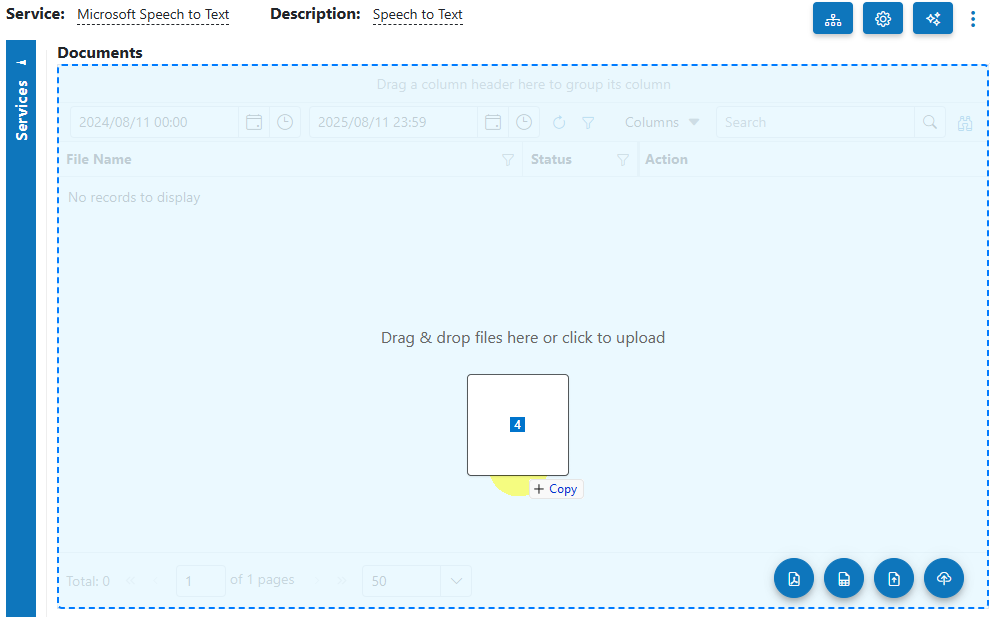 Service: Microsoft Speech to Text Description: Speech to Text
Services
Documents
Drag a column header here to group its column
2024/08/11 00:00 2025/08/11 23:59 Columns Search
File Name Status Action
No records to display
Drag & drop files here or click to upload
4
+ Copy
Total: 0 1 of 1 pages 50